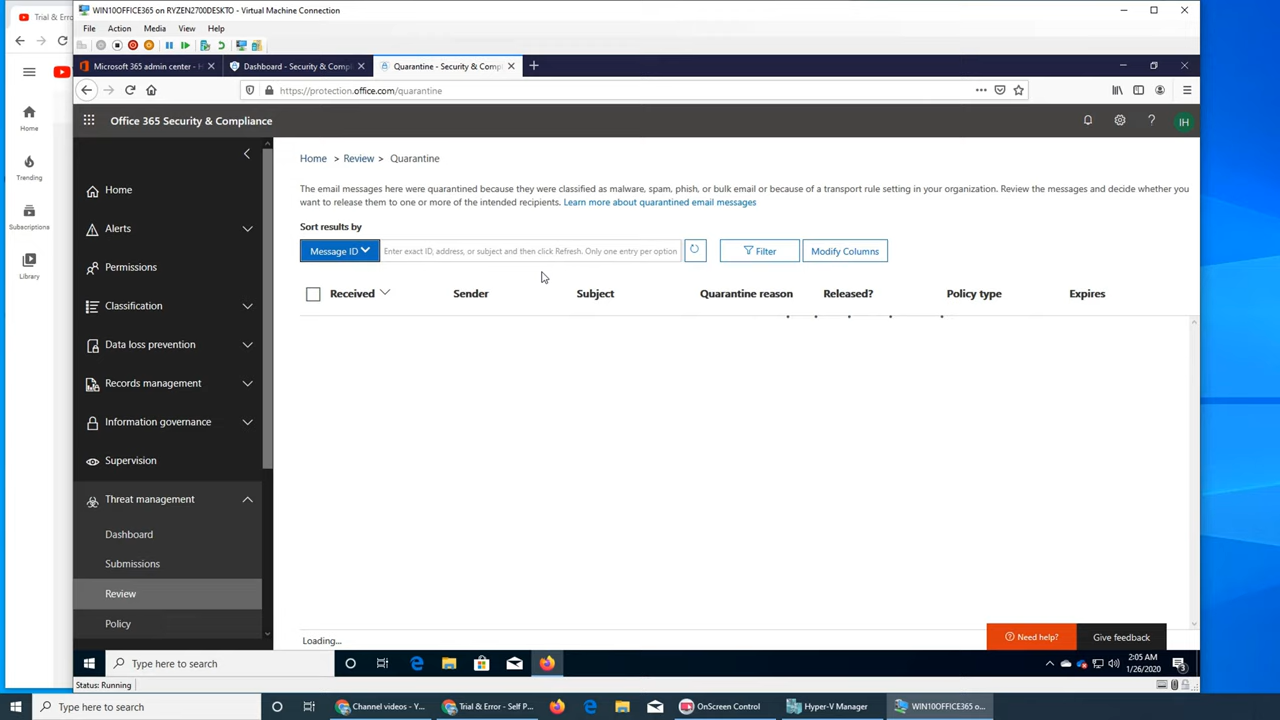 Trial & Erro
WIN10OFFICE365 on RYZEN2700DESKTO - Virtual Machine Connection
File Action Media View Help
Microsoft 365 admin center - H
Dashboard - Security & Compl
Quarantine - Security & Compl
https://protection.office.com/quarantine
Office 365 Security & Compliance
IH
Home
Trending
Subscriptions
Library
Home
Alerts
Permissions
Classification
Data loss prevention
Records management
Information governance
Supervision
Threat management
Dashboard
Submissions
Review
Policy
Home > Review > Quarantine
The email messages here were quarantined because they were classified as malware, spam, phish, or bulk email or because of a transport rule setting in your organization. Review the messages and decide whether you
want to release them to one or more of the intended recipients. Learn more about quarantined email messages
Sort results by
Message ID
Enter exact ID, address, or subject and then click Refresh. Only one entry per option
Filter
Modify Columns
Received Sender Subject Quarantine reason Released? Policy type Expires
Loading...
Need help?
Give feedback
Type here to search
2:05 AM
1/26/2020
3
Status: Running
Type here to search
Channel videos - Y...
Trial & Error - Self P...
OnScreen Control
Hyper-V Manager
WIN10OFFICE365 o...